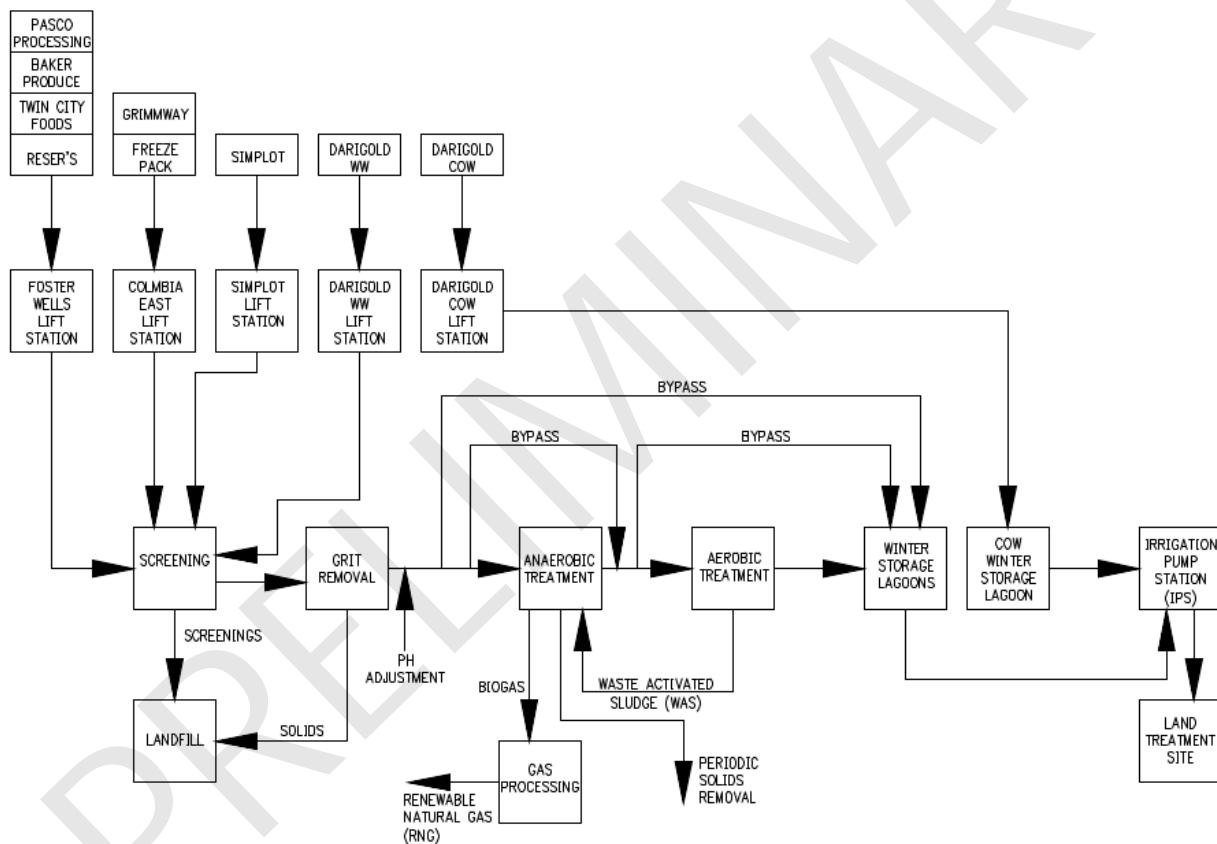 PASCO
PROCESSING
BAKER
PRODUCE
TWIN CITY
FOODS
RESER'S
GRIMMWAY
FREEZE
PACK
SIMPLOT
DARIGOLD
WW
DARIGOLD
COW
FOSTER
WELLS
LIFT
STATION
COLMBIA
EAST
LIFT
STATION
SIMPLOT
LIFT
STATION
DARIGOLD
WW
LIFT
STATION
DARIGOLD
COW
LIFT
STATION
BYPASS
BYPASS
BYPASS
SCREENING
GRIT
REMOVAL
ANAEROBIC
TREATMENT
AEROBIC
TREATMENT
WINTER
STORAGE
LAGOONS
COW
WINTER
STORAGE
LAGOON
IRRIGATION
PUMP
STATION
(IPS)
SCREENINGS
PH
ADJUSTMENT
BIOGAS
WASTE ACTIVATED
SLUDGE (WAS)
LANDFILL
SOLIDS
GAS
PROCESSING
PERIODIC
SOLIDS
REMOVAL
LAND
TREATMENT
SITE
RENEWABLE
NATURAL GAS
(RNG)
PRELIMINAR